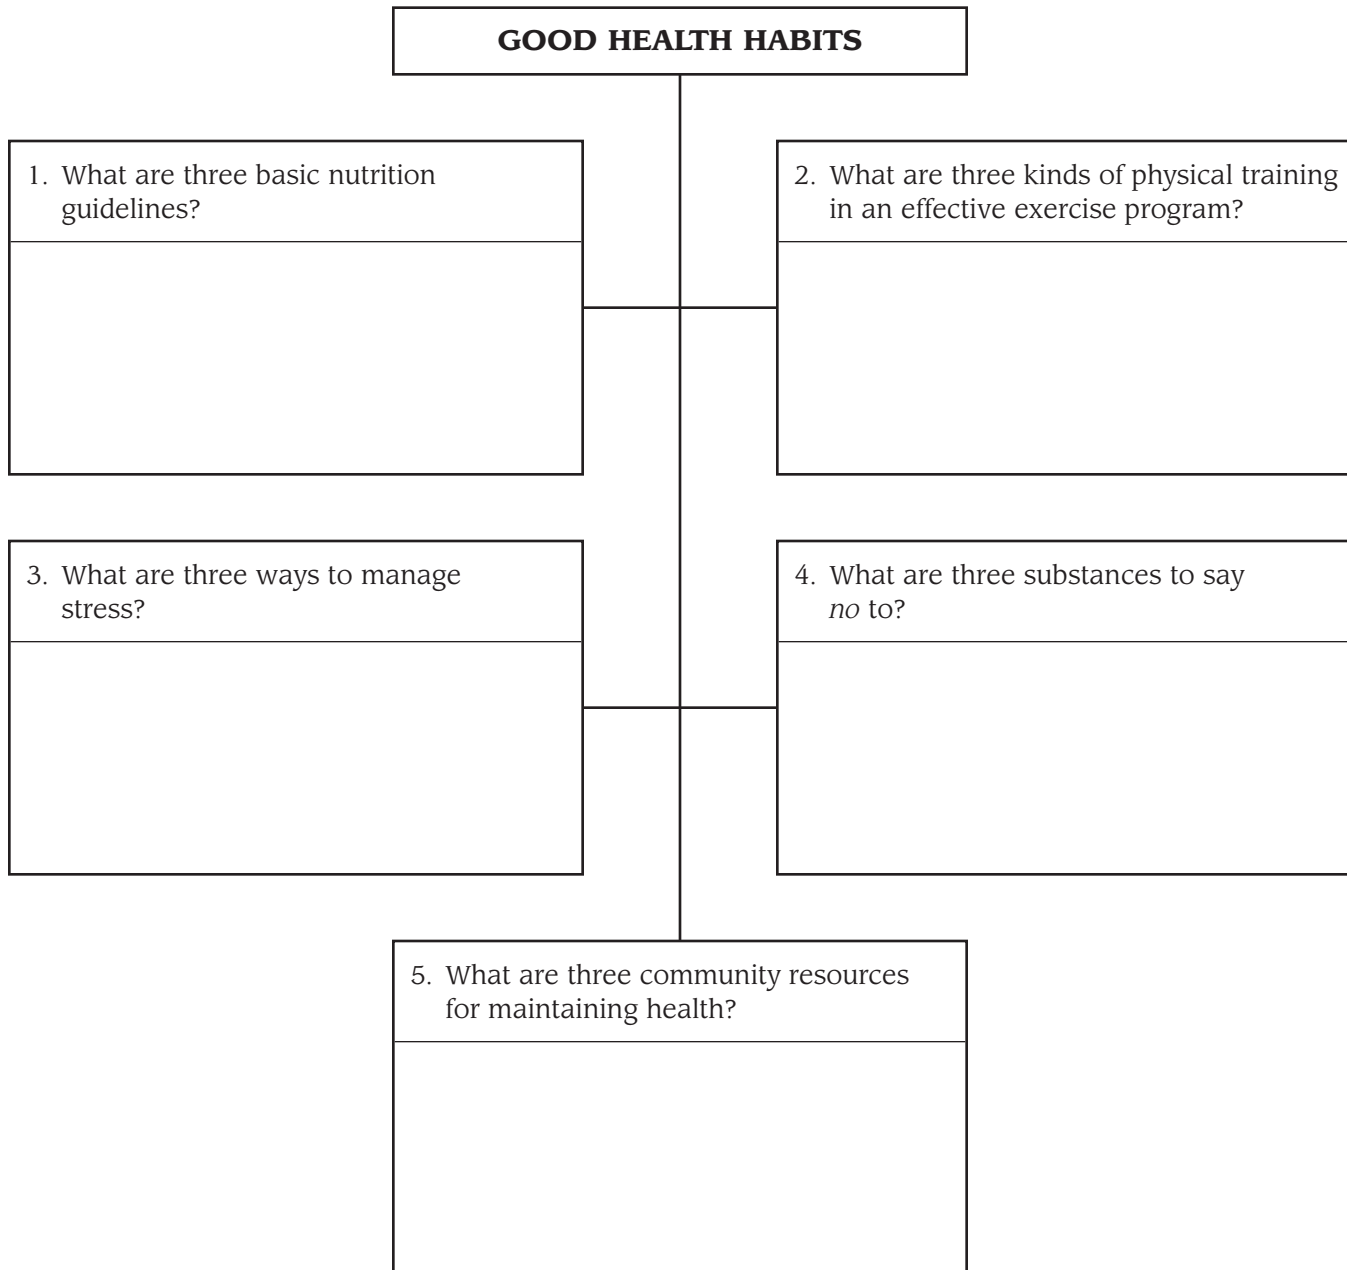 GOOD HEALTH HABITS
1. What are three basic nutrition
guidelines?
2. What are three kinds of physical training
in an effective exercise program?
3. What are three ways to manage
stress?
4. What are three substances to say
no to?
5. What are three community resources
for maintaining health?